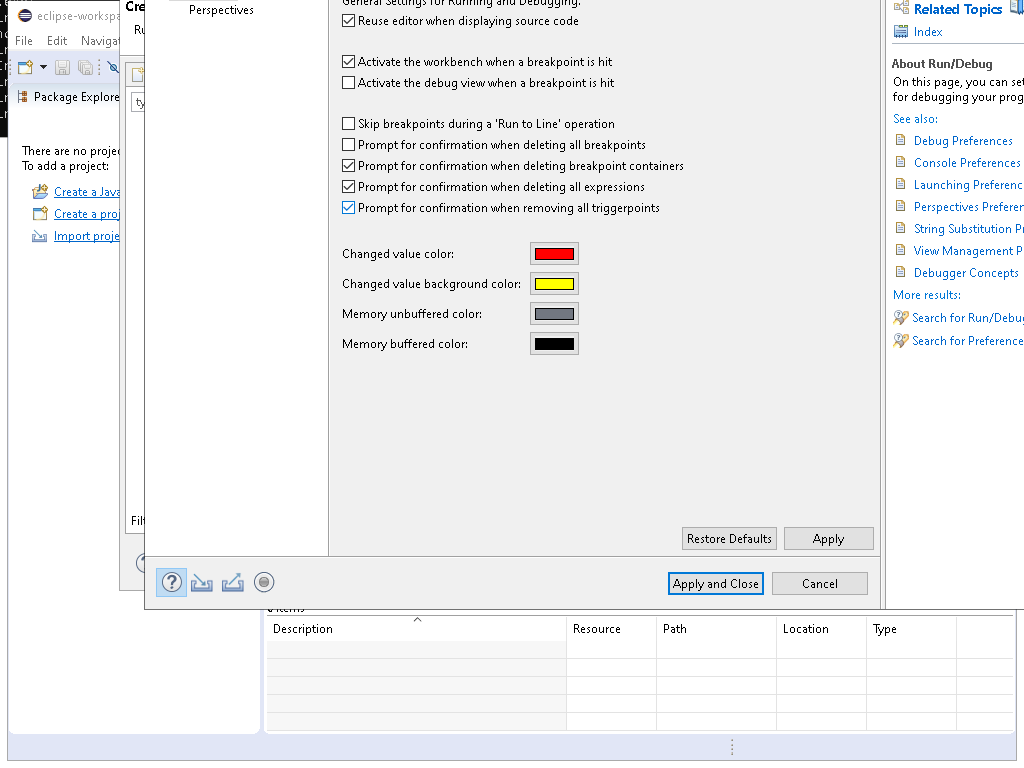 eclipse-workspa
File Edit Navigat
Package Explore
There are no projec
To add a project:
Create a Java
Create a proj
Import proje
Cre
Ru
ty
Filt
Perspectives
General Settings for Running and Debugging.
Reuse editor when displaying source code
Activate the workbench when a breakpoint is hit
Activate the debug view when a breakpoint is hit
Skip breakpoints during a 'Run to Line' operation
Prompt for confirmation when deleting all breakpoints
Prompt for confirmation when deleting breakpoint containers
Prompt for confirmation when deleting all expressions
Prompt for confirmation when removing all triggerpoints
Changed value color:
Changed value background color:
Memory unbuffered color:
Memory buffered color:
Restore Defaults Apply
Apply and Close Cancel
Related Topics
Index
About Run/Debug
On this page, you can set
for debugging your prog
See also:
Debug Preferences
Console Preferences
Launching Preferenc
Perspectives Preferen
String Substitution Pr
View Management P
Debugger Concepts
More results:
Search for Run/Debug
Search for Preference
Description Resource Path Location Type